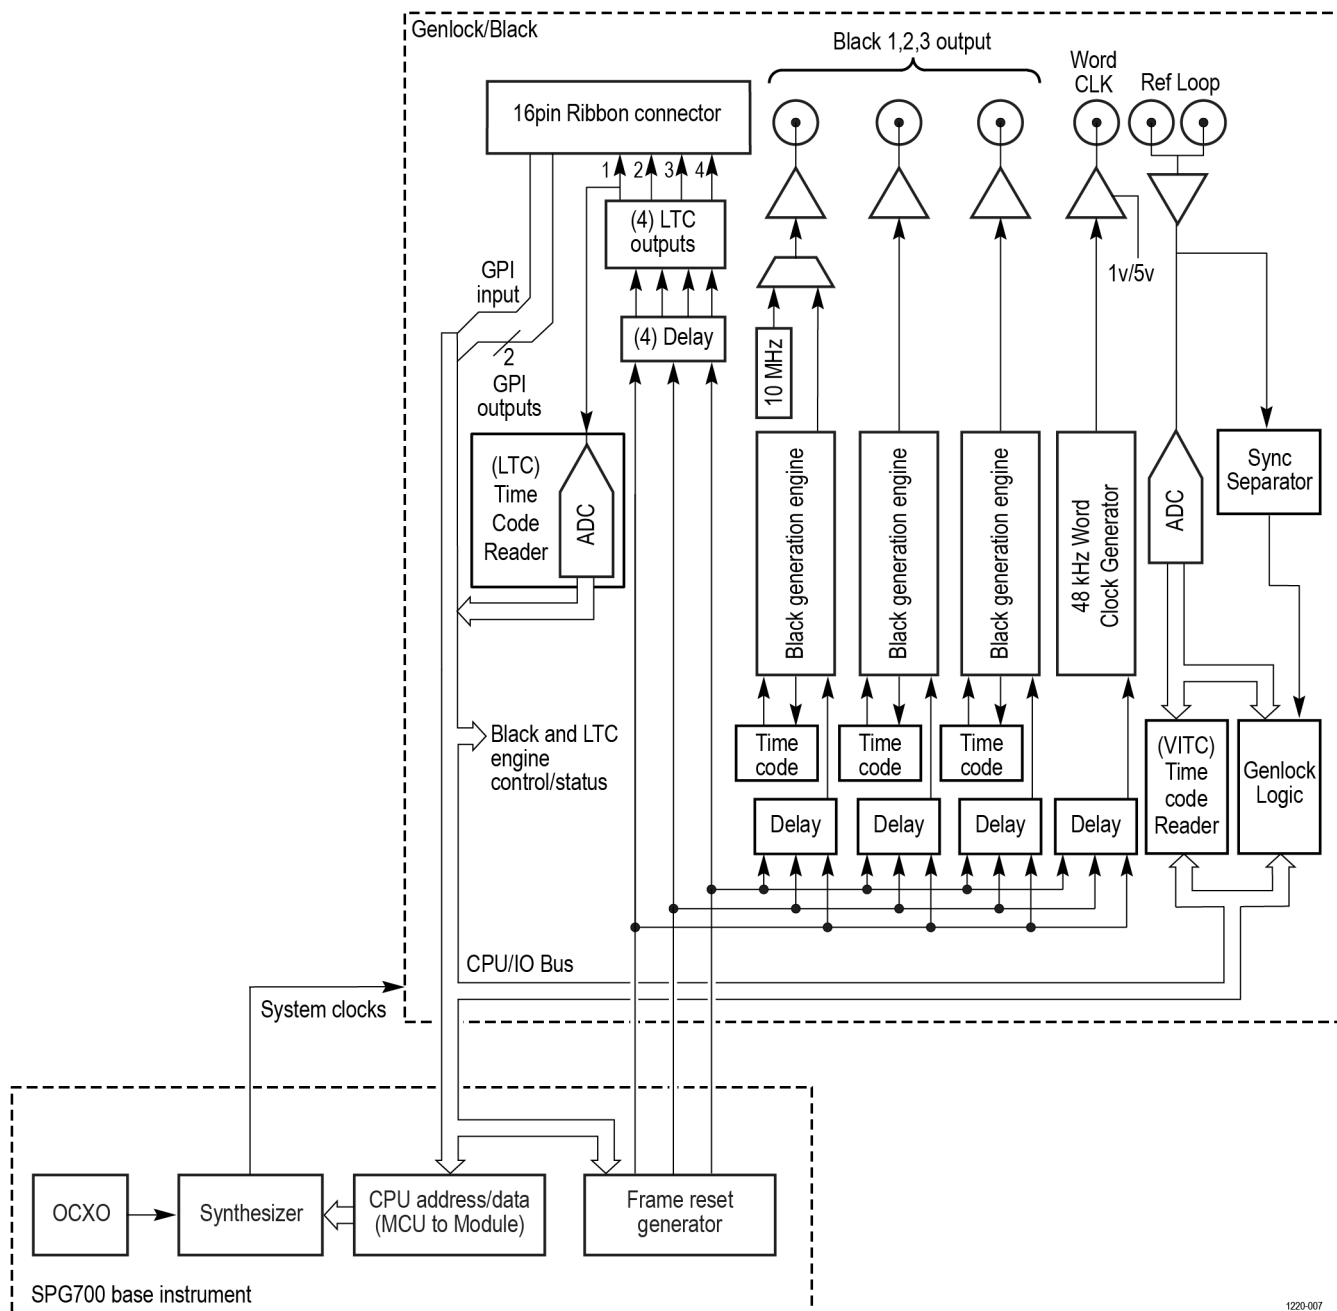 Genlock/Black
Black 1,2,3 output
Word
CLK
Ref Loop
16pin Ribbon connector
1
2
3
4
(4) LTC
outputs
GPI
input
1v/5v
(4) Delay
2
GPI
outputs
10 MHz
(LTC)
Time
Code
Reader
ADC
Black generation engine
Black generation engine
Black generation engine
48 kHz Word
Clock Generator
ADC
Sync
Separator
Black and LTC
engine
control/status
Time
code
Time
code
Time
code
(VITC)
Time
code
Reader
Genlock
Logic
Delay
Delay
Delay
Delay
CPU/IO Bus
System clocks
OCXO
Synthesizer
CPU address/data
(MCU to Module)
Frame reset
generator
SPG700 base instrument
1220-007